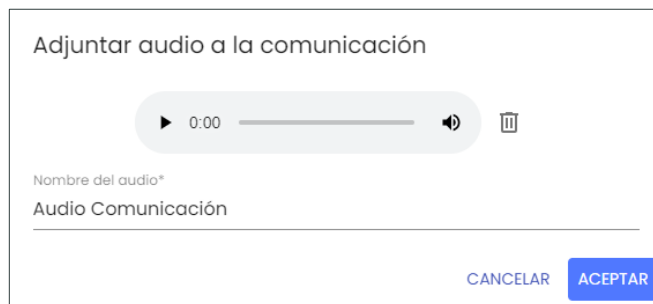 Adjuntar audio a la comunicación
0:00
Nombre del audio*
Audio Comunicación
CANCELAR ACEPTAR